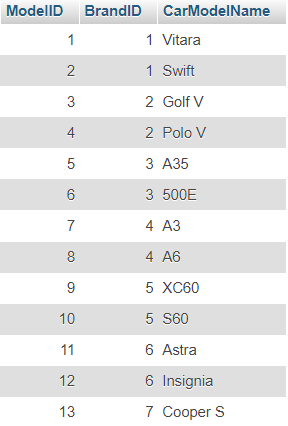 ModelID BrandID CarModelName
1 1 Vitara
2 1 Swift
3 2 Golf V
4 2 Polo V
5 3 A35
6 3 500E
7 4 A3
8 4 A6
9 5 XC60
10 5 S60
11 6 Astra
12 6 Insignia
13 7 Cooper S